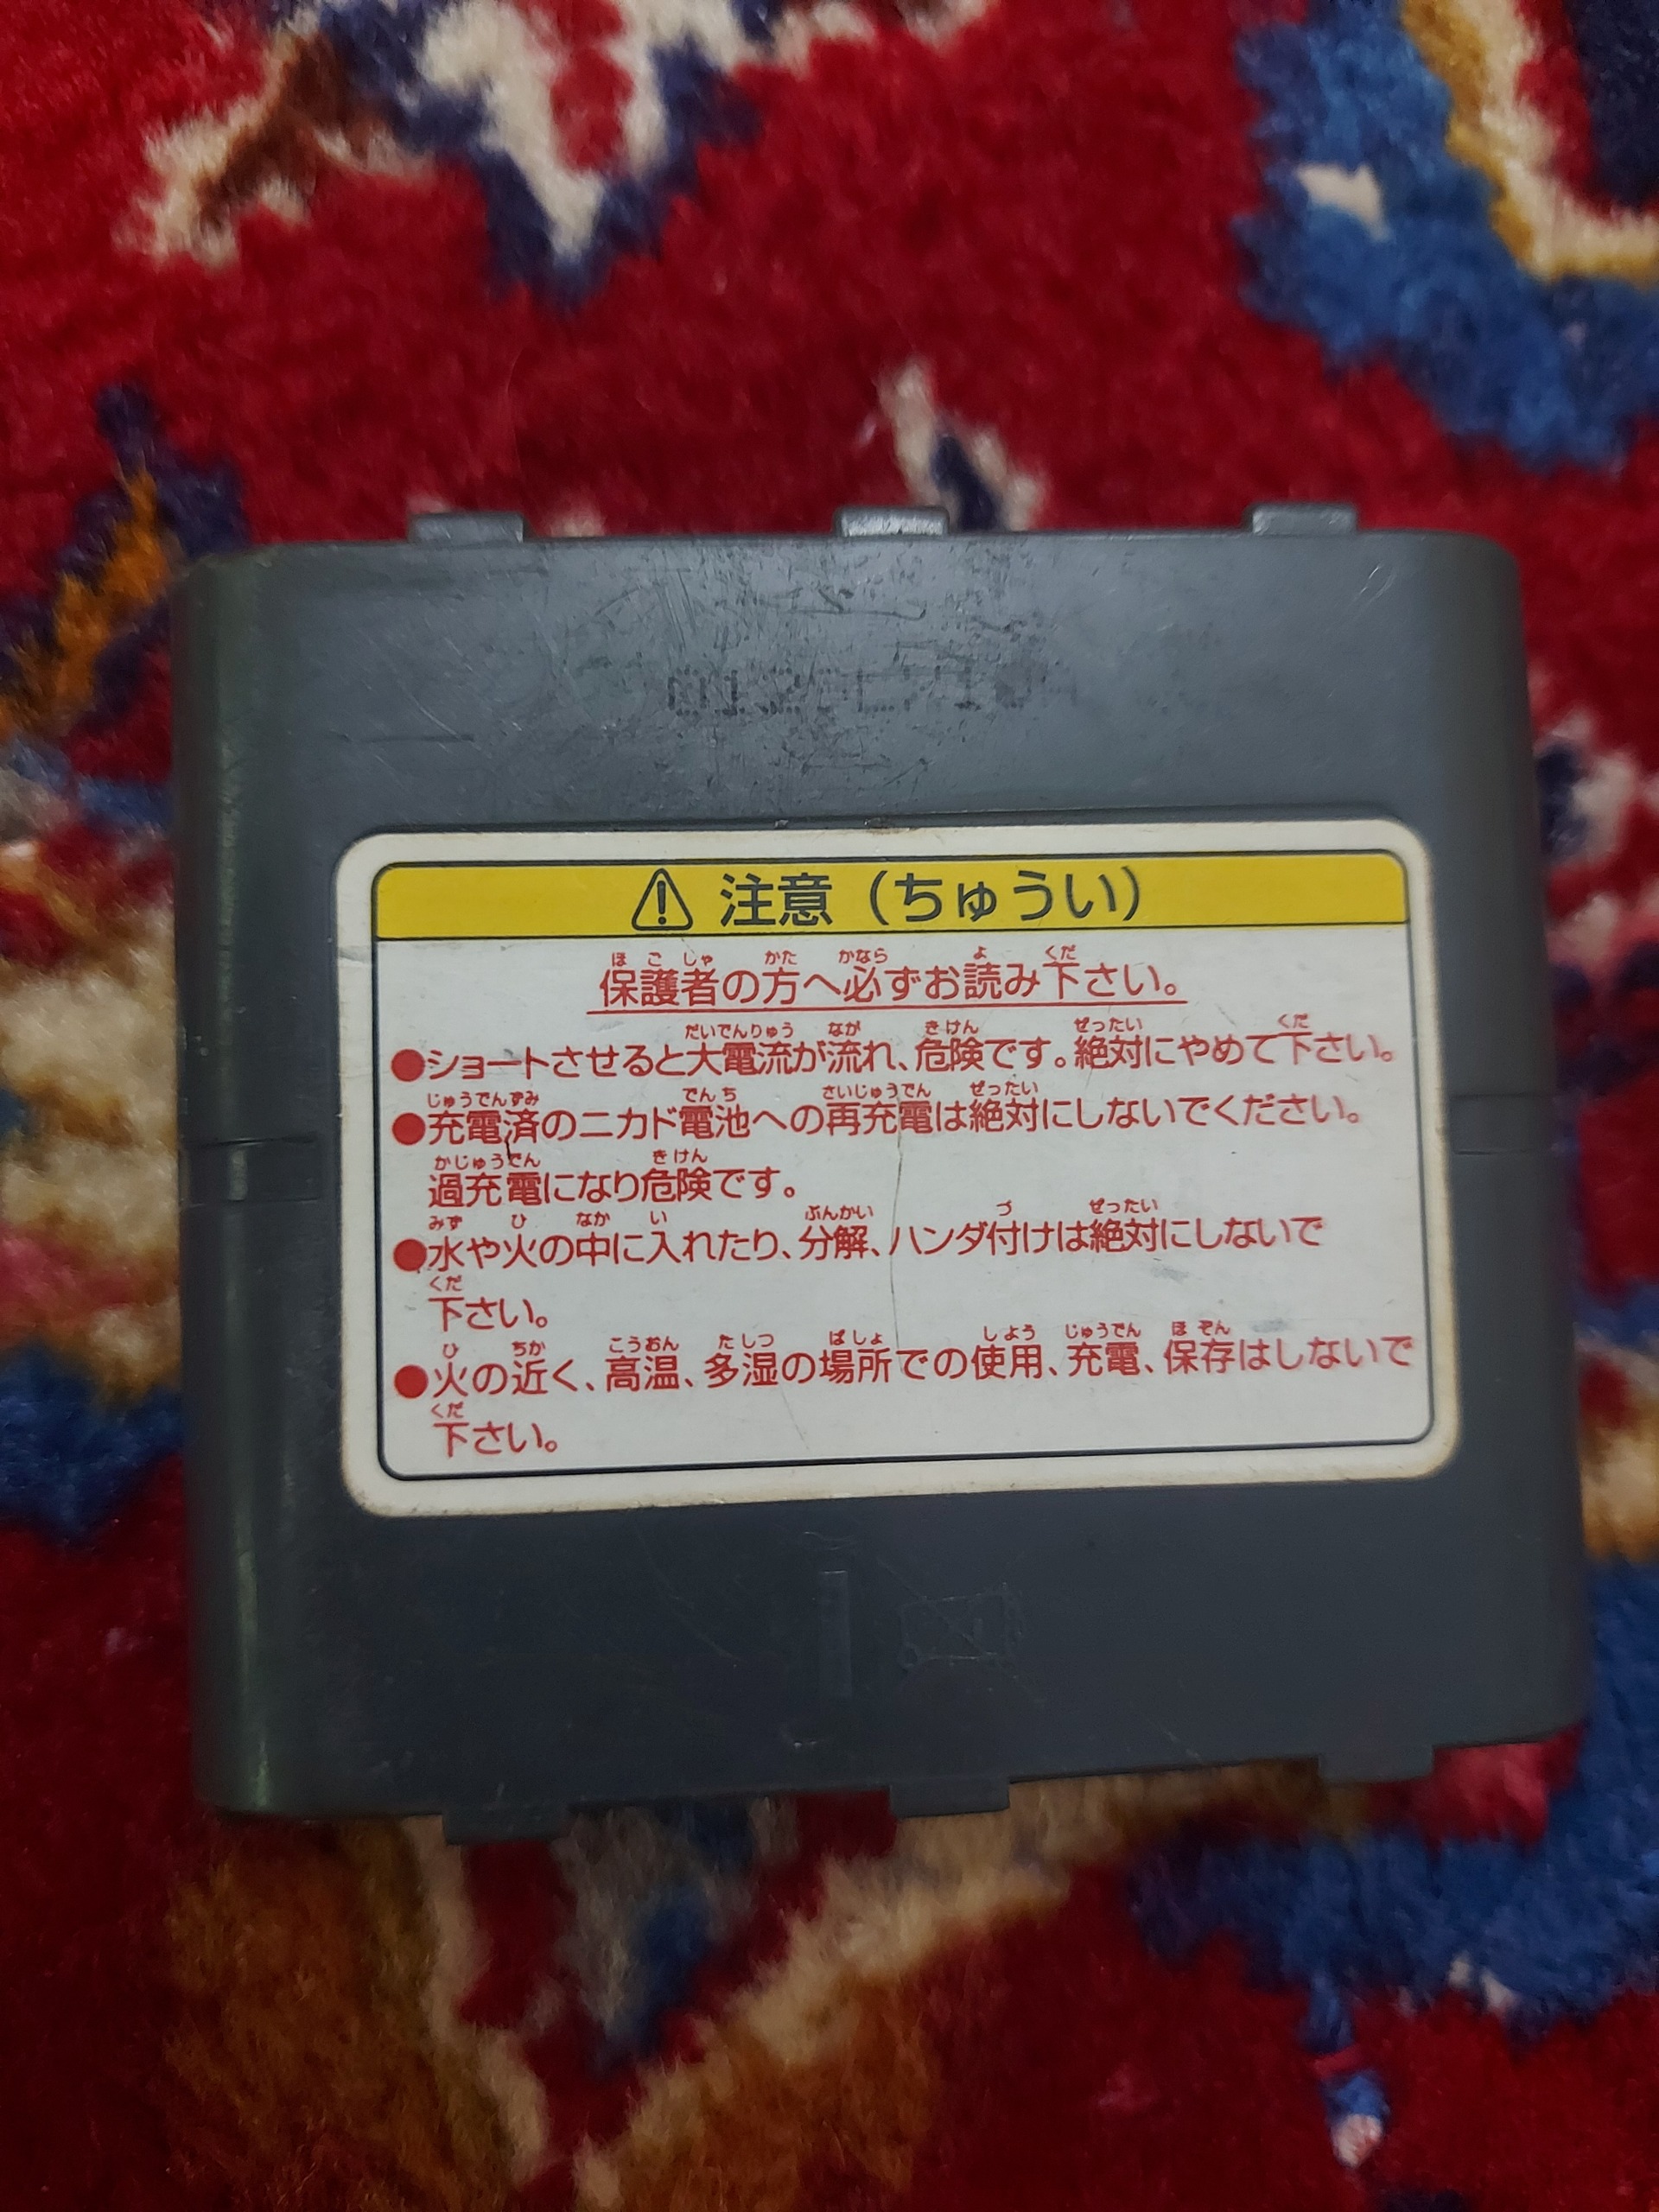 注意（ちゅうい）
保護者の方へ必ずお読み下さい。
●ショートさせると大電流が流れ、危険です。絶対にやめて下さい。
●充電済のニカド電池への再充電は絶対にしないでください。
過充電になり危険です。
●水や火の中に入れたり、分解、ハンダ付けは絶対にしないで
下さい。
●火の近く、高温、多湿の場所での使用、充電、保存はしないで
下さい。